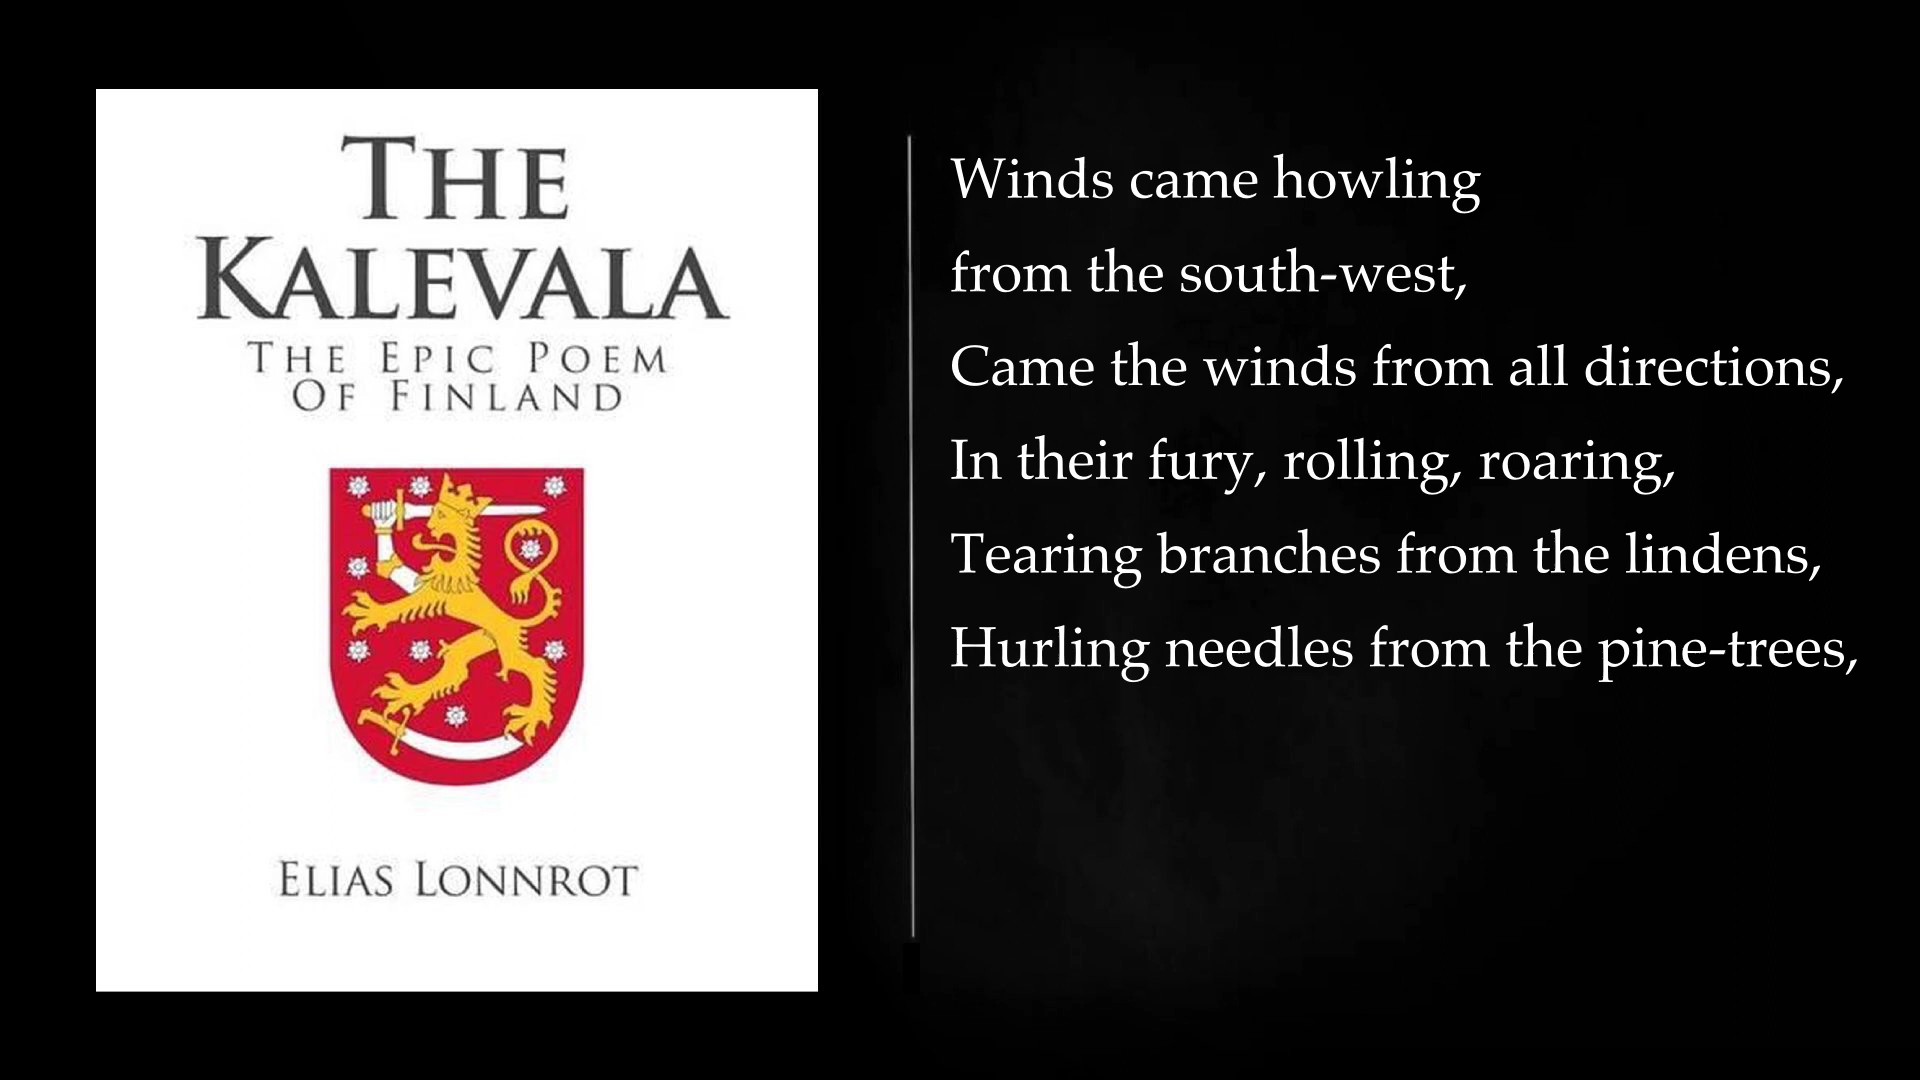 THE
KALEVALA
THE EPIC POEM
OF FINLAND
ELIAS LONNROT
Winds came howling
from the south-west,
Came the winds from all directions,
In their fury, rolling, roaring,
Tearing branches from the lindens,
Hurling needles from the pine-trees,